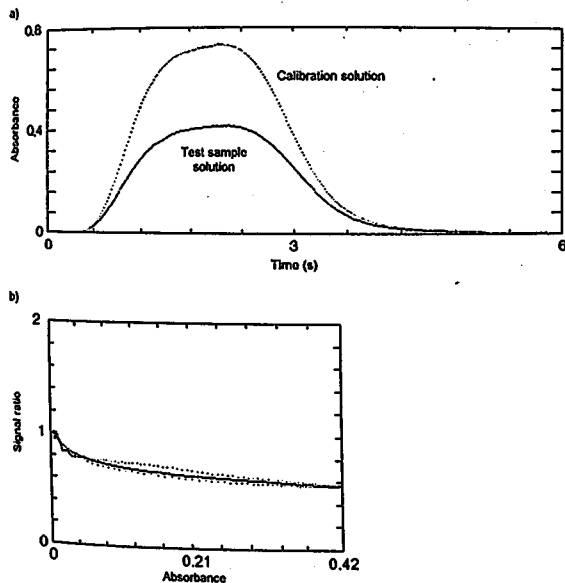 a)
0.8
Calibration solution
Absorbance
0.4
Test sample
solution
0
0
3
6
Time (s)
b)
2
Signal ratio
1
0
0
0.21
0.42
Absorbance